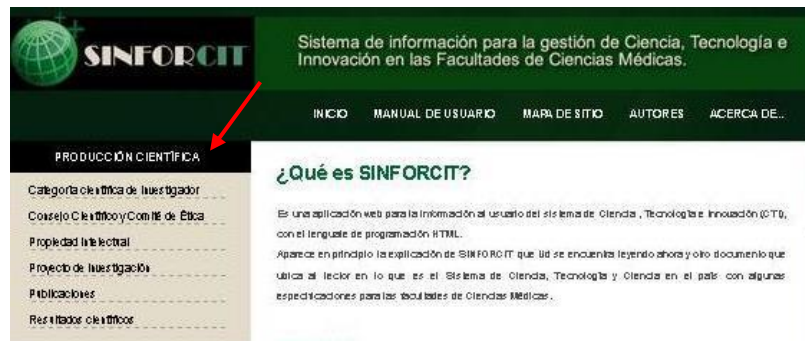 SINFORCIT
Sistema de información para la gestión de Ciencia, Tecnología e
Innovación en las Facultades de Ciencias Médicas.
INICIO MANUAL DE USUARIO MAPA DE SITIO AUTORES ACERCA DE...
PRODUCCIÓN CIENTÍFICA
Categoría científica de Investigador
Consejo Científico y Comité de Ética
Propiedad Intelectual
Proyecto de Investigación
Publicaciones
Resultados científicos
¿Qué es SINFORCIT?
Es una aplicación web para la información al usuario del sistema de Ciencia, Tecnología e Innovación (CTI),
con el lenguaje de programación HTML.
Aparece en principio la explicación de SINFORCIT que Ud se encuentra leyendo ahora y otro documento que
ubica al lector en lo que es el Sistema de Ciencia, Tecnología y Ciencia en el país con algunas
especificaciones para las facultades de Ciencias Médicas.